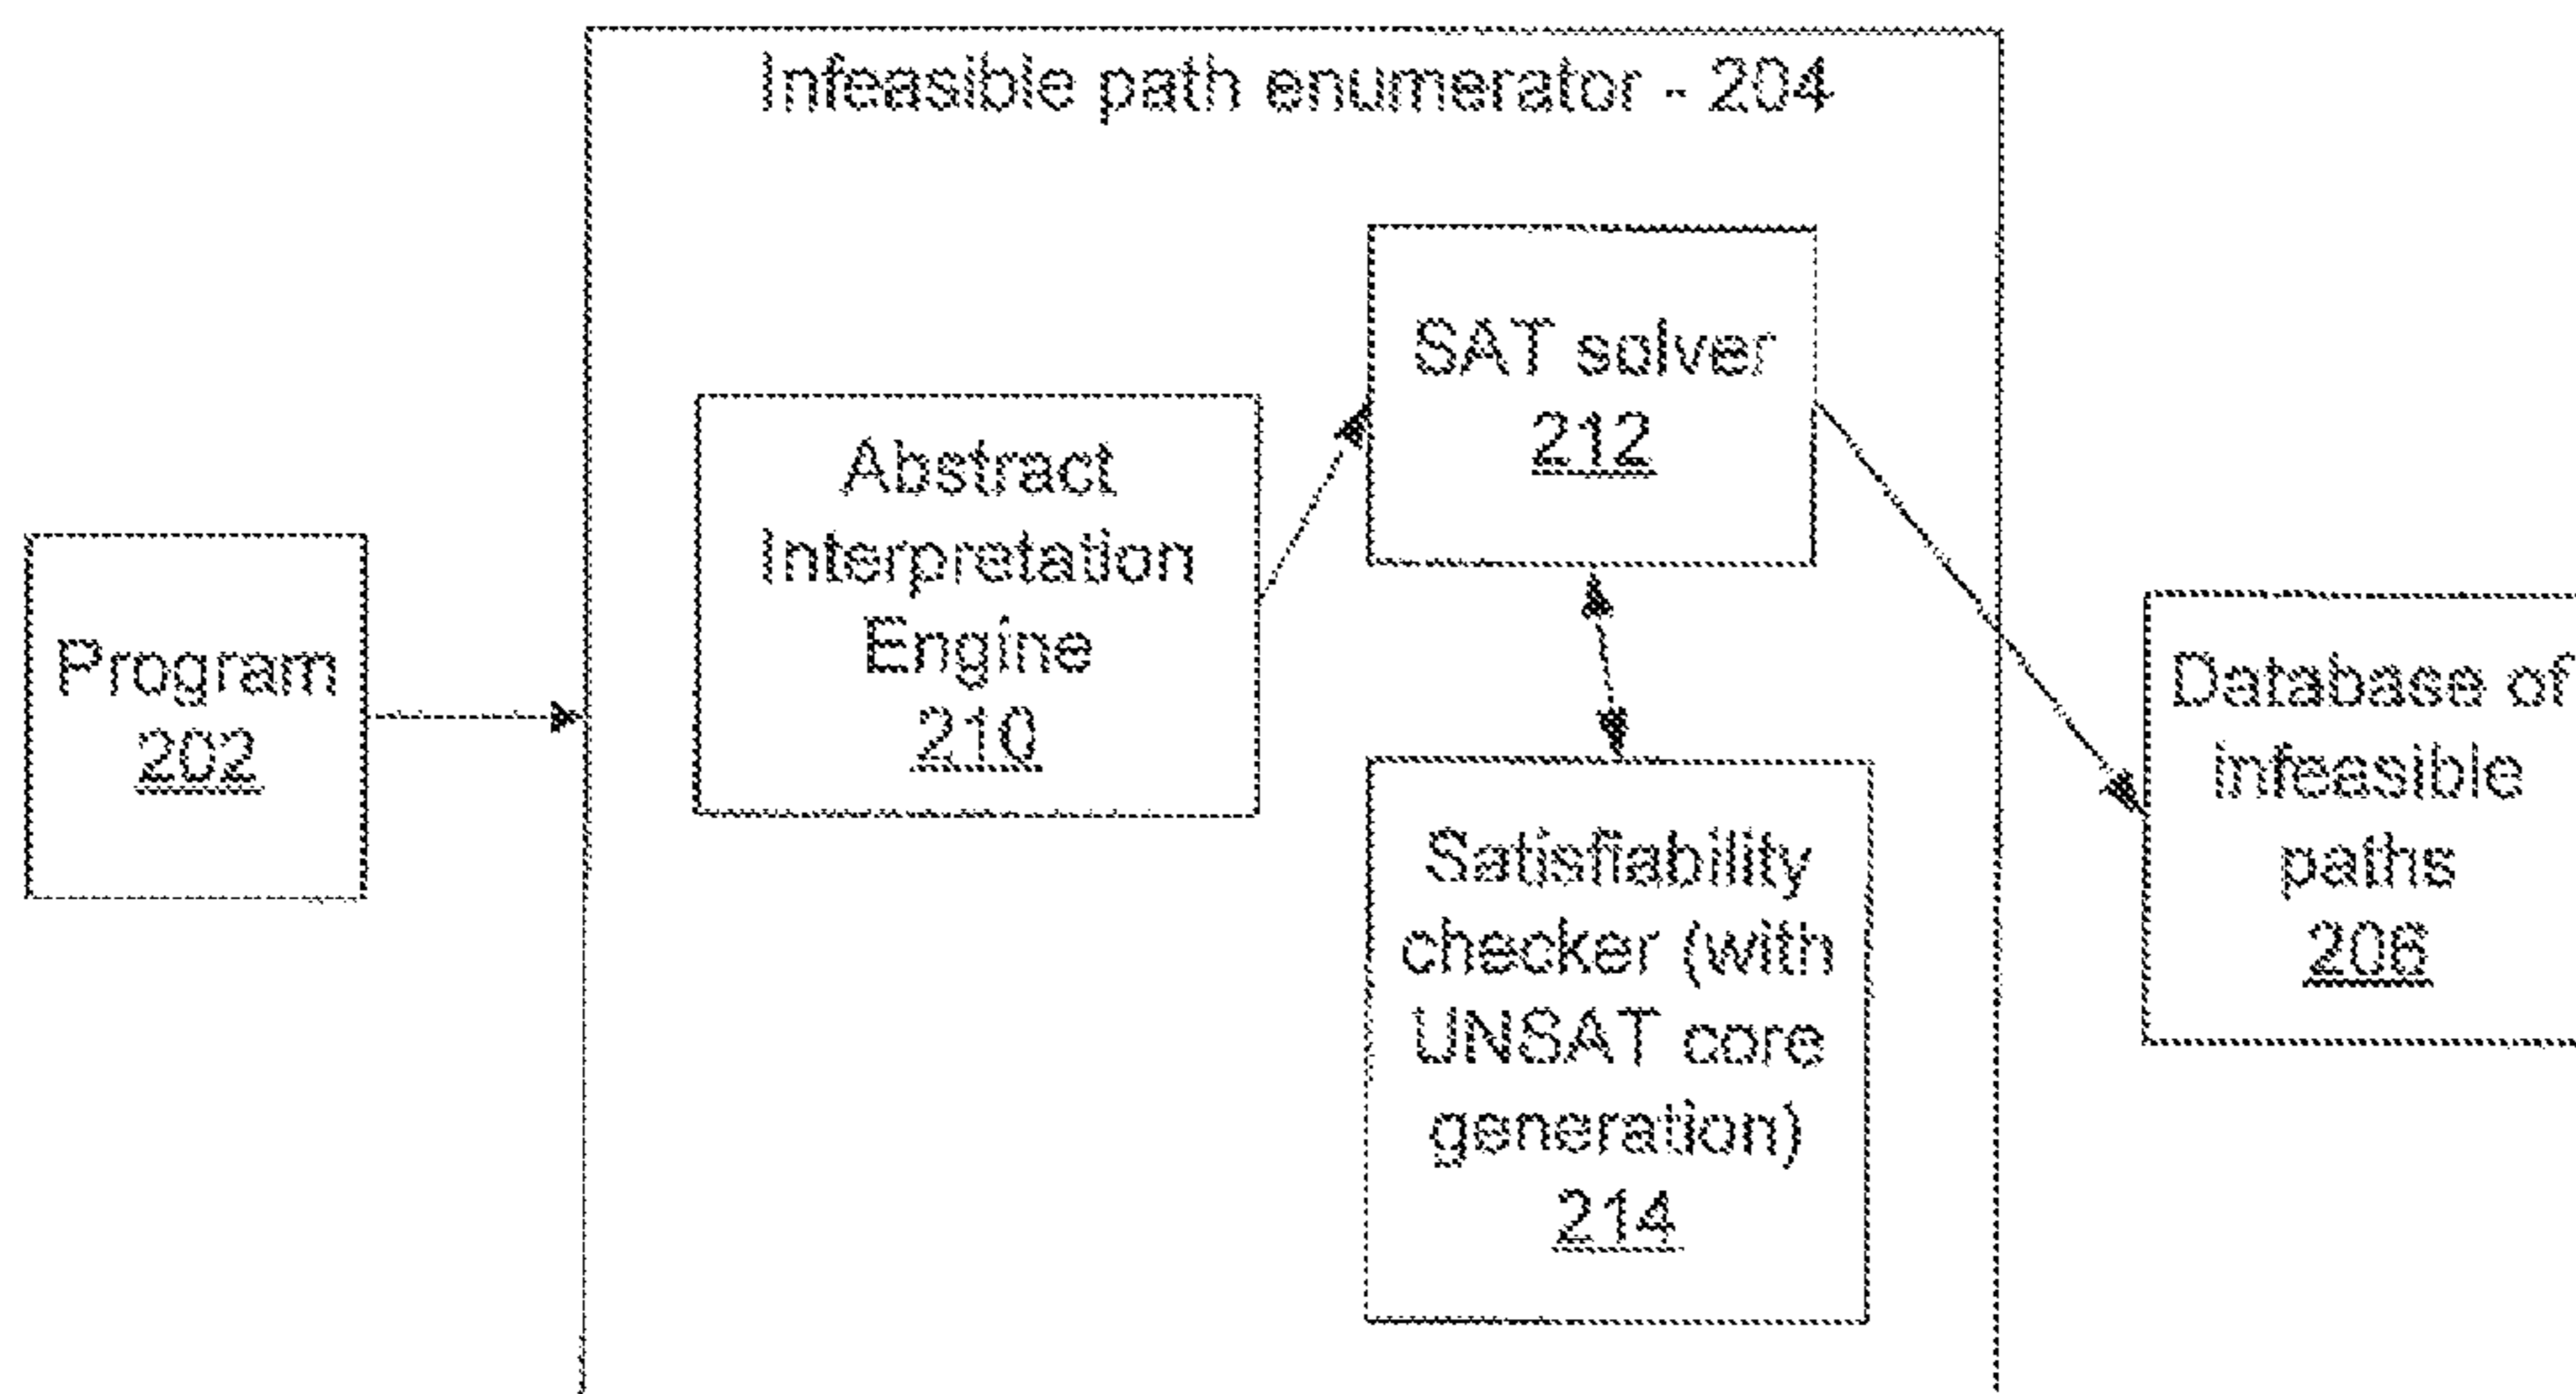 Infeasible path enumerator - 204
Program
202
Abstract
Interpretation
Engine
210
SAT solver
212
Satisfiability
checker (with
UNSAT core
generation)
214
Database of
infeasible
paths
206